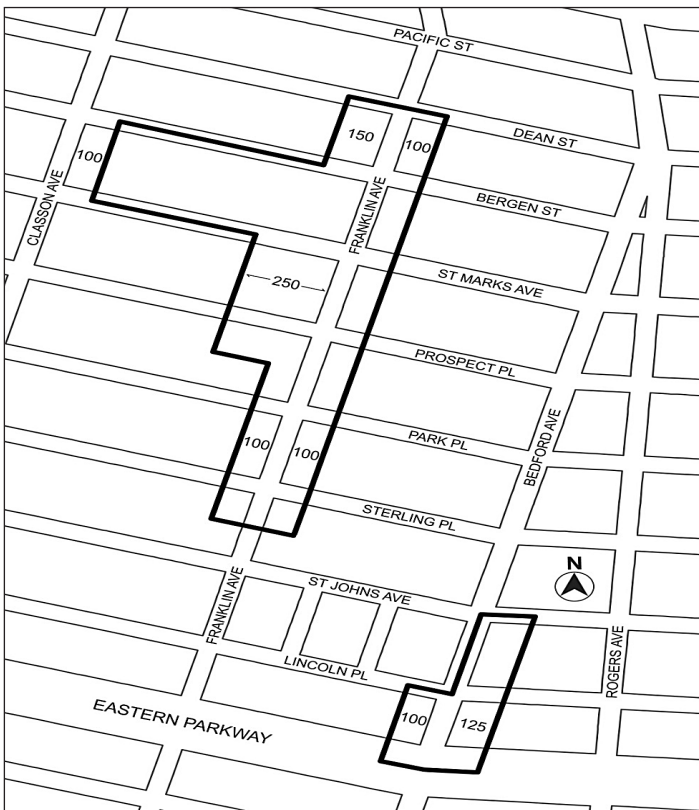 PACIFIC ST
DEAN ST
150
100
100
BERGEN ST
CLASSON AVE
FRANKLIN AVE
ST MARKS AVE
250
PROSPECT PL
BEDFORD AVE
PARK PL
100
100
STERLING PL
N
ST JOHNS AVE
FRANKLIN AVE
ROGERS AVE
LINCOLN PL
EASTERN PARKWAY
100
125